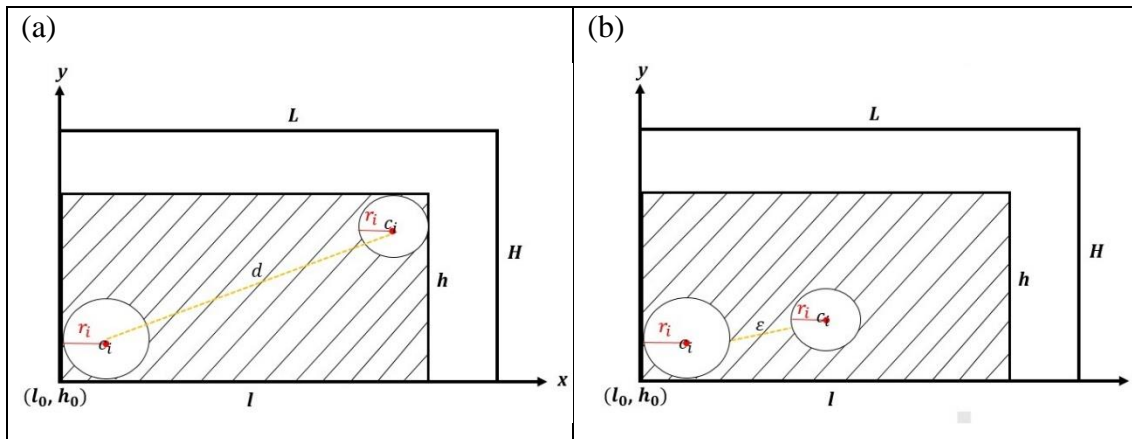 (a)
y
L
r_i
c_i
d
h
H
r_i
c_i
(l_0, h_0)
l
x
(b)
y
L
r_i
c_i
ε
r_i
c_i
h
H
(l_0, h_0)
l